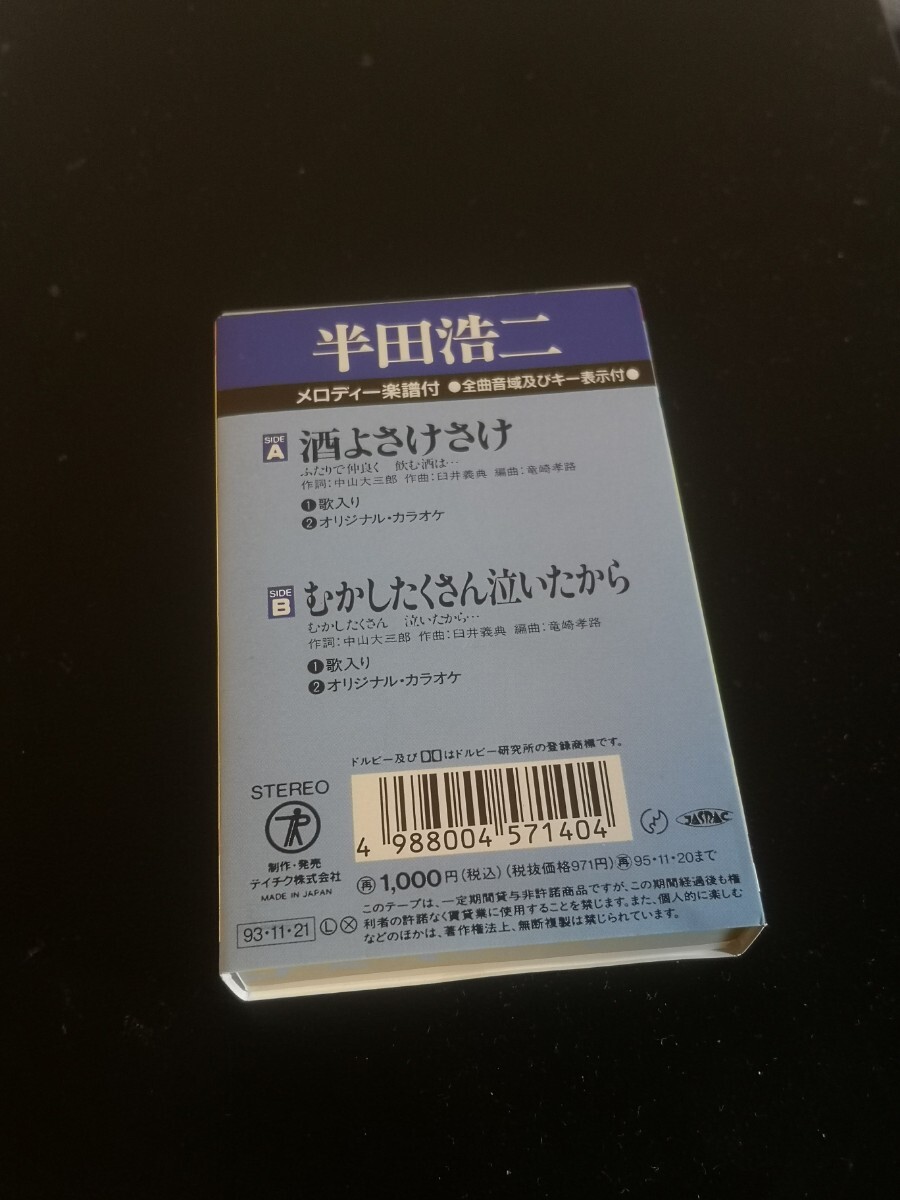 半田浩二
メロディー楽譜付 ●全曲音域及びキー表示付●
SIDE A 酒よさけさけ
ふたりで仲良く 飲む酒は…
作詞:中山大三郎 作曲:臼井義典 編曲:竜崎孝路
❶歌入り
❷オリジナル・カラオケ
SIDE B むかしたくさん泣いたから
むかしたくさん 泣いたから…
作詞:中山大三郎 作曲:臼井義典 編曲:竜崎孝路
❶歌入り
❷オリジナル・カラオケ
ドルビー及びはドルビー研究所の登録商標です。
STEREO
4 988004 571404
JASRAC
制作・発売
テイチク株式会社
MADE IN JAPAN
再1,000円(税込)(税抜価格971円)再95・11・20まで
93・11・21 Ⓛ Ⓧ
このテープは、一定期間貸与非許諾商品ですが、この期間経過後も権
利者の許諾なく賃貸業に使用することを禁じます。また、個人的に楽しむ
などのほかは、著作権法上、無断複製は禁じられています。